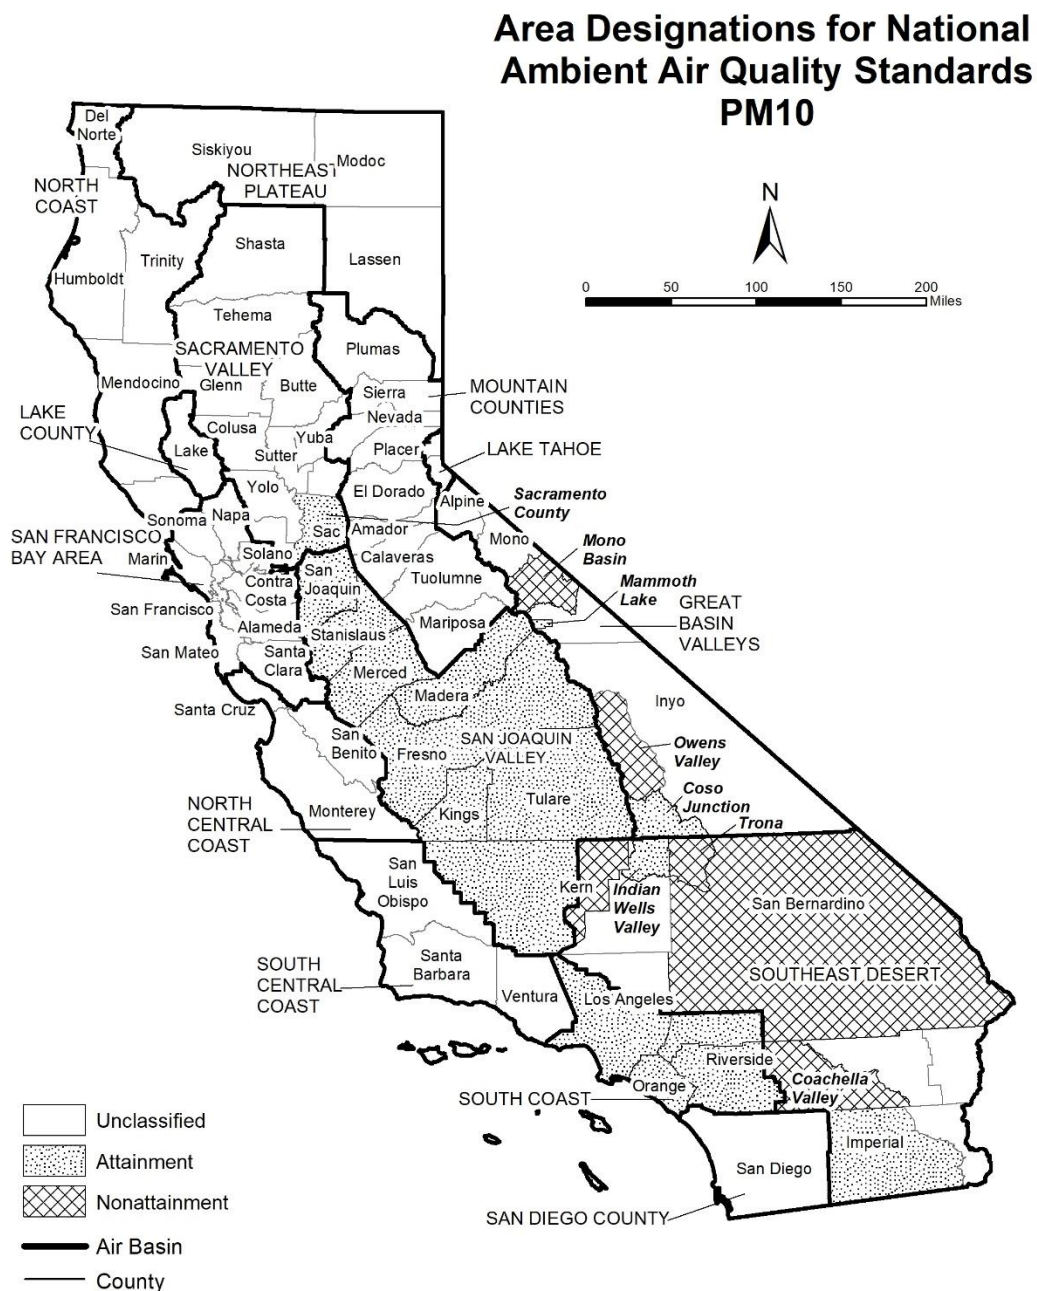 Area Designations for National
Ambient Air Quality Standards
PM10
N
0 50 100 150 200
Miles
Del
Norte
Siskiyou
Modoc
NORTHEAST
PLATEAU
NORTH
COAST
Shasta
Trinity
Lassen
Humboldt
Tehema
SACRAMENTO
VALLEY
Plumas
Mendocino
Glenn
Butte
Sierra
MOUNTAIN
COUNTIES
Nevada
LAKE
COUNTY
Colusa
Yuba
Lake
Sutter
Placer
LAKE TAHOE
Yolo
El Dorado
Alpine
Sacramento
County
Sonoma
Napa
Sac
Amador
Mono
SAN FRANCISCO
BAY AREA
Marin
Solano
Calaveras
Mono
Basin
Contra
Costa
San
Joaquin
Tuolumne
Mammoth
Lake
GREAT
BASIN
VALLEYS
San Francisco
Alameda
Stanislaus
Mariposa
San Mateo
Santa
Clara
Merced
Madera
Inyo
Santa Cruz
San
Benito
Fresno
SAN JOAQUIN
VALLEY
Owens
Valley
Coso
Junction
Trona
NORTH
CENTRAL
COAST
Monterey
Kings
Tulare
San
Luis
Obispo
Kern
Indian
Wells
Valley
San Bernardino
SOUTH
CENTRAL
COAST
Santa
Barbara
Ventura
Los Angeles
SOUTHEAST DESERT
Riverside
Orange
Coachella
Valley
SOUTH COAST
Imperial
San Diego
SAN DIEGO COUNTY
Unclassified
Attainment
Nonattainment
Air Basin
County